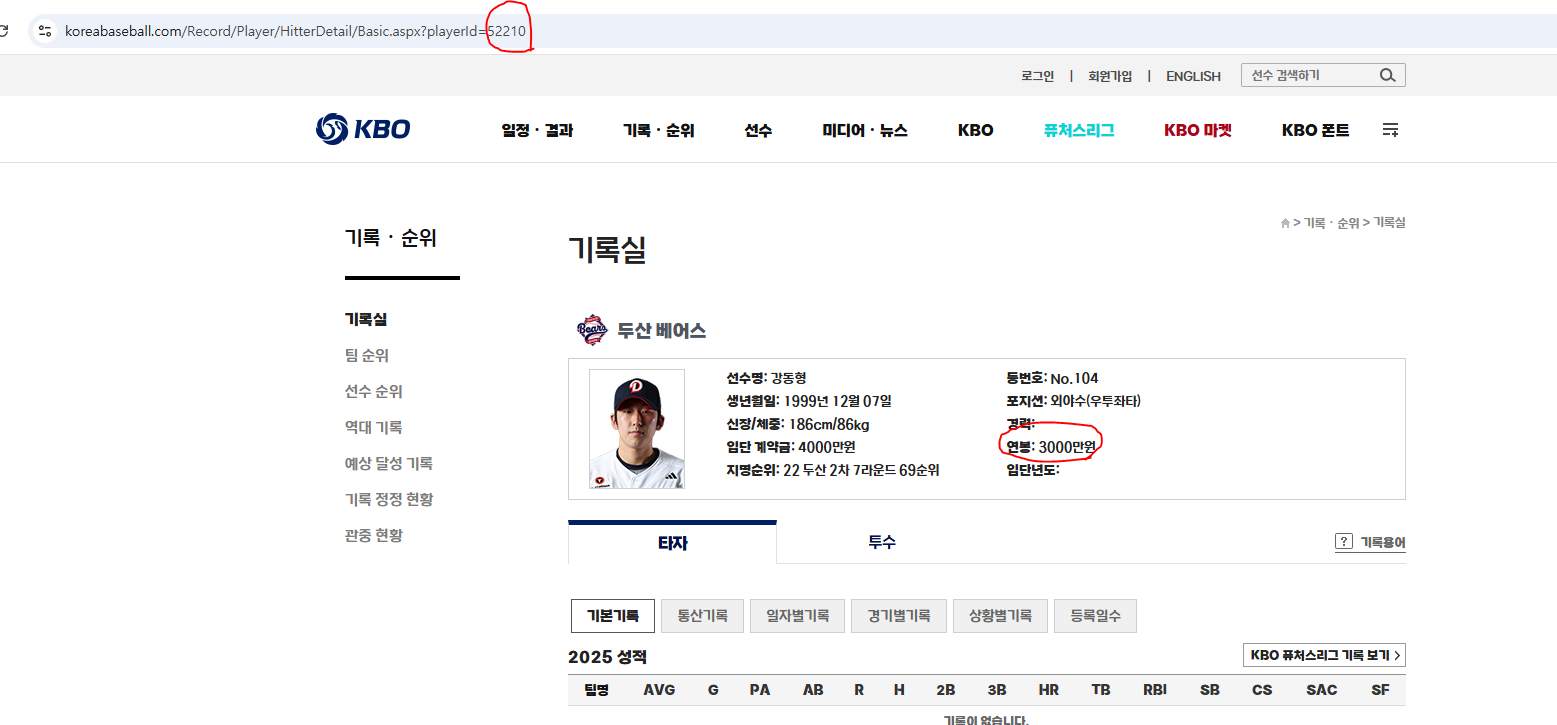 koreabaseball.com/Record/Player/HitterDetail/Basic.aspx?playerId=52210
로그인 | 회원가입 | ENGLISH 선수 검색하기
KBO 일정 · 결과 기록 · 순위 선수 미디어 · 뉴스 KBO 퓨처스리그 KBO 마켓 KBO 폰트
> 기록 · 순위 > 기록실
기록 · 순위
기록실
팀 순위
선수 순위
역대 기록
예상 달성 기록
기록 정정 현황
관중 현황
기록실
Bears 두산 베어스
선수명: 강동형 등번호: No.104
생년월일: 1999년 12월 07일 포지션: 외야수(우투좌타)
신장/체중: 186cm/86kg 경력:
입단 계약금: 4000만원 연봉: 3000만원
지명순위: 22 두산 2차 7라운드 69순위 입단년도:
타자 투수 ? 기록용어
기본기록 통산기록 일자별기록 경기별기록 상황별기록 등록일수
2025 성적 KBO 퓨처스리그 기록 보기 >
팀명 AVG G PA AB R H 2B 3B HR TB RBI SB CS SAC SF
기록이 없습니다.